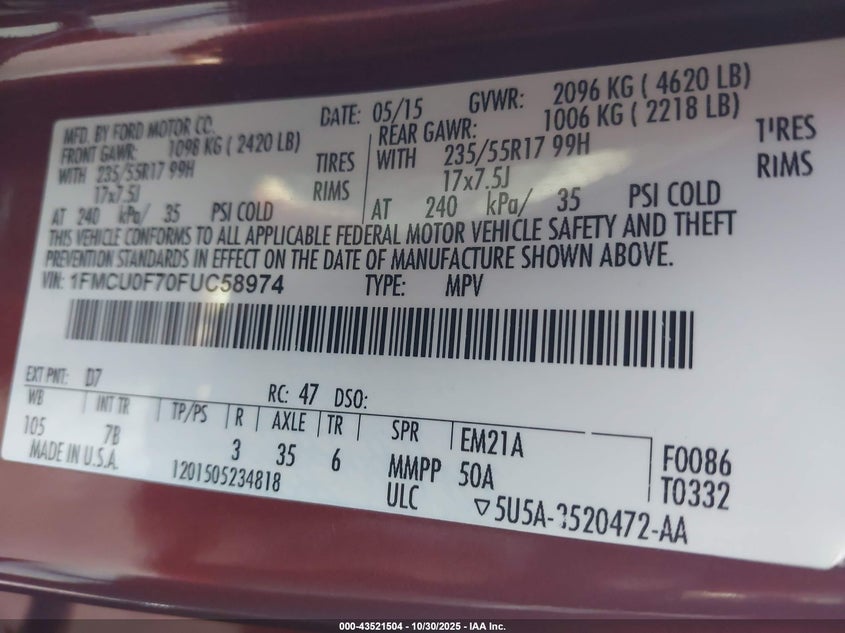 MFD. BY FORD MOTOR CO.
DATE: 05/15
GVWR: 2096 KG ( 4620 LB)
FRONT GAWR: 1098 KG ( 2420 LB)
REAR GAWR: 1006 KG ( 2218 LB)
WITH 235/55R17 99H TIRES
WITH 235/55R17 99H TIRES
17x7.5J RIMS
17x7.5J RIMS
AT 240 kPa/ 35 PSI COLD
AT 240 kPa/ 35 PSI COLD
THIS VEHICLE CONFORMS TO ALL APPLICABLE FEDERAL MOTOR VEHICLE SAFETY AND THEFT
PREVENTION STANDARDS IN EFFECT ON THE DATE OF MANUFACTURE SHOWN ABOVE.
VIN: 1FMCU0F70FUC58974 TYPE: MPV
EXT PNT: D7 RC: 47 DSO:
WB INT TR TP/PS R AXLE TR SPR EM21A
105 7B 3 35 6 MMPP 50A F0086
MADE IN U.S.A. 1201505234818 ULC T0332
5U5A-3520472-AA
000-43521504 - 10/30/2025 - IAA Inc.